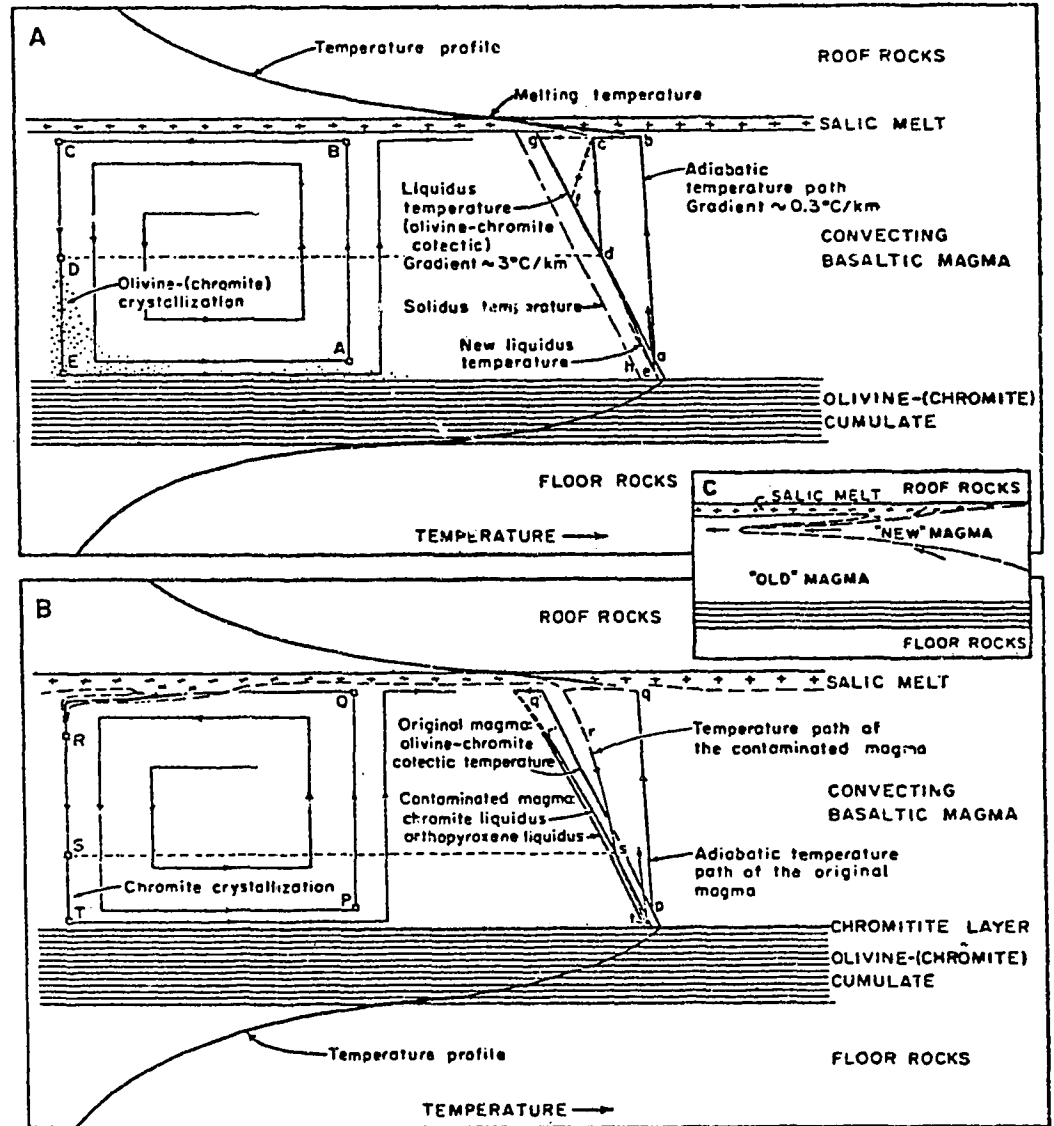 A
Temperature profile
ROOF ROCKS
Melting temperature
SALIC MELT
C
B
g
c
b
Liquidus
temperature
(olivine-chromite
cotectic)
Gradient ~ 3°C/km
f
Adiabatic
temperature path
Gradient ~ 0.3°C/km
CONVECTING
BASALTIC MAGMA
D
d
Olivine-(chromite)
crystallization
Solidus temperature
New liquidus
temperature
A
a
E
h
e
OLIVINE-(CHROMITE)
CUMULATE
FLOOR ROCKS
TEMPERATURE
C
SALIC MELT
ROOF ROCKS
"NEW" MAGMA
"OLD" MAGMA
FLOOR ROCKS
B
ROOF ROCKS
SALIC MELT
Q
q'
q
R
r'
r
Original magma:
olivine-chromite
cotectic temperature
Temperature path of
the contaminated magma
Contaminated magma:
chromite liquidus
orthopyroxene liquidus
CONVECTING
BASALTIC MAGMA
S
s
Chromite crystallization
Adiabatic temperature
path of the original
magma
P
p
T
t
CHROMITITE LAYER
OLIVINE-(CHROMITE)
CUMULATE
Temperature profile
FLOOR ROCKS
TEMPERATURE